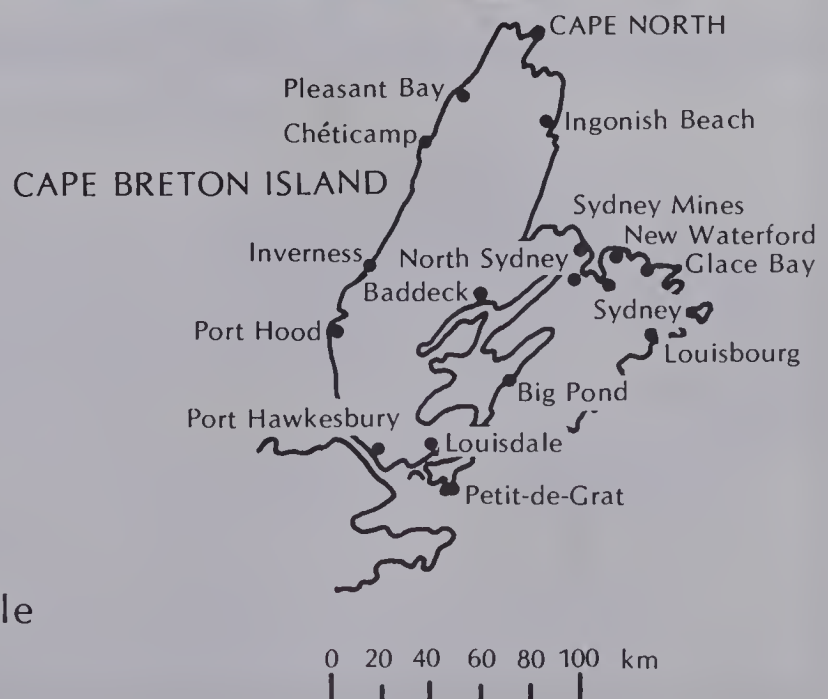 CAPE NORTH
Pleasant Bay
Ingonish Beach
Chéticamp
CAPE BRETON ISLAND
Sydney Mines
New Waterford
Inverness
North Sydney
Glace Bay
Baddeck
Sydney
Port Hood
Louisbourg
Big Pond
Port Hawkesbury
Louisdale
Petit-de-Grat
le
0 20 40 60 80 100 km